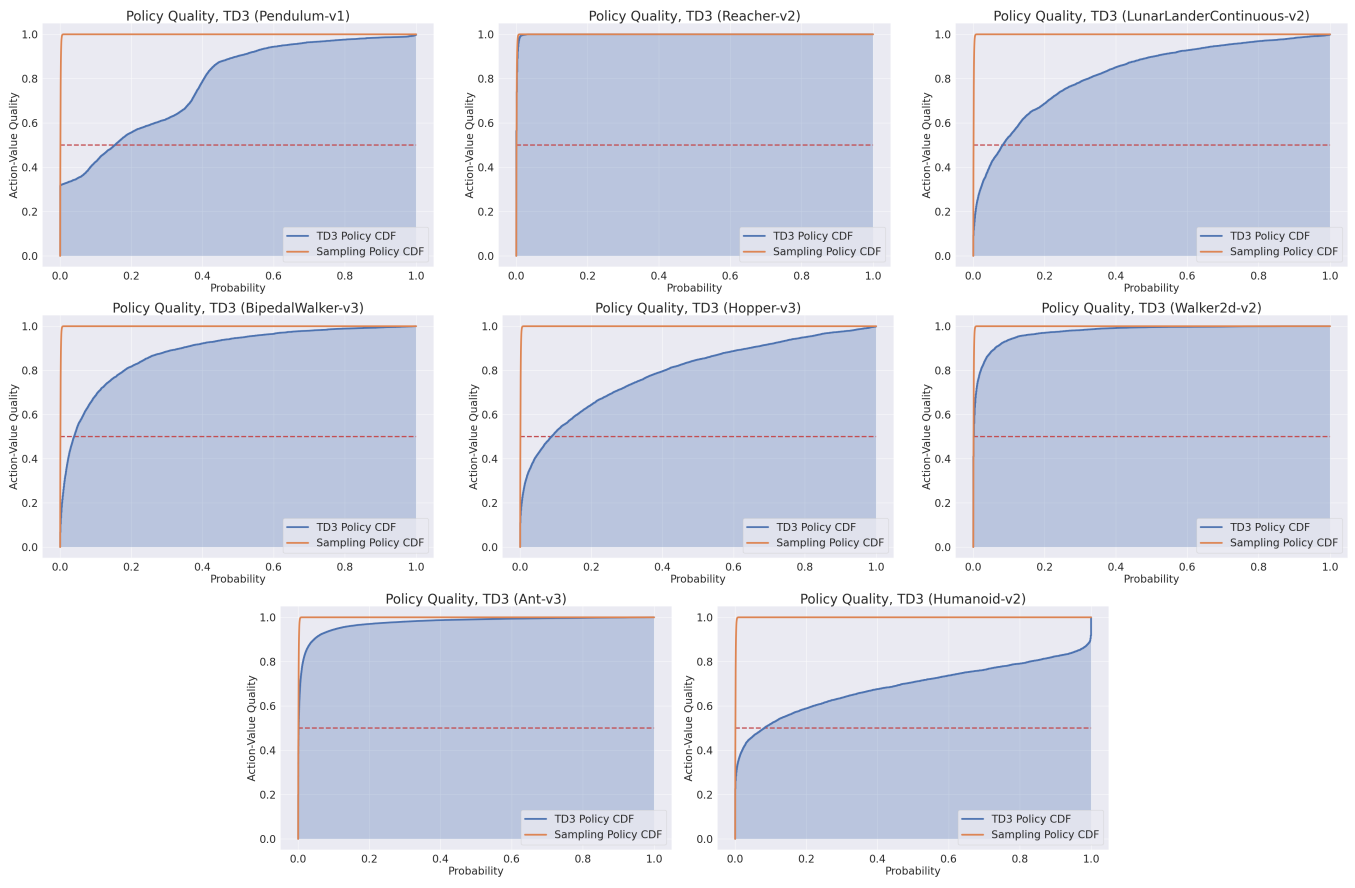 Policy Quality, TD3 (Pendulum-v1)
Action-Value Quality
1.0
0.8
0.6
0.4
0.2
0.0
TD3 Policy CDF
Sampling Policy CDF
0.0 0.2 0.4 0.6 0.8 1.0
Probability
Policy Quality, TD3 (Reacher-v2)
Action-Value Quality
1.0
0.8
0.6
0.4
0.2
0.0
TD3 Policy CDF
Sampling Policy CDF
0.0 0.2 0.4 0.6 0.8 1.0
Probability
Policy Quality, TD3 (LunarLanderContinuous-v2)
Action-Value Quality
1.0
0.8
0.6
0.4
0.2
0.0
TD3 Policy CDF
Sampling Policy CDF
0.0 0.2 0.4 0.6 0.8 1.0
Probability
Policy Quality, TD3 (BipedalWalker-v3)
Action-Value Quality
1.0
0.8
0.6
0.4
0.2
0.0
TD3 Policy CDF
Sampling Policy CDF
0.0 0.2 0.4 0.6 0.8 1.0
Probability
Policy Quality, TD3 (Hopper-v3)
Action-Value Quality
1.0
0.8
0.6
0.4
0.2
0.0
TD3 Policy CDF
Sampling Policy CDF
0.0 0.2 0.4 0.6 0.8 1.0
Probability
Policy Quality, TD3 (Walker2d-v2)
Action-Value Quality
1.0
0.8
0.6
0.4
0.2
0.0
TD3 Policy CDF
Sampling Policy CDF
0.0 0.2 0.4 0.6 0.8 1.0
Probability
Policy Quality, TD3 (Ant-v3)
Action-Value Quality
1.0
0.8
0.6
0.4
0.2
0.0
TD3 Policy CDF
Sampling Policy CDF
0.0 0.2 0.4 0.6 0.8 1.0
Probability
Policy Quality, TD3 (Humanoid-v2)
Action-Value Quality
1.0
0.8
0.6
0.4
0.2
0.0
TD3 Policy CDF
Sampling Policy CDF
0.0 0.2 0.4 0.6 0.8 1.0
Probability